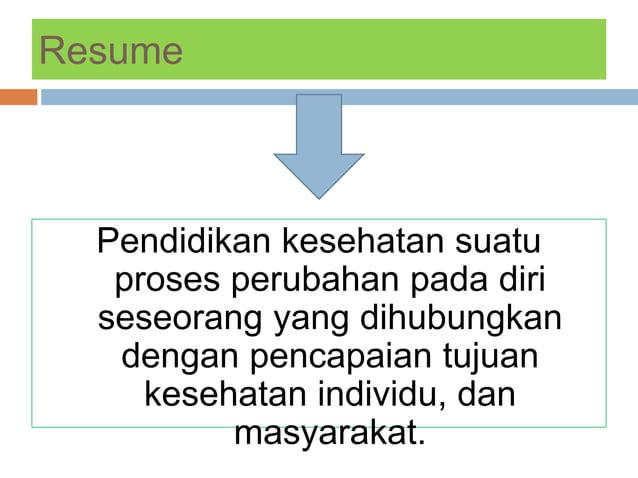 Resume
Pendidikan kesehatan suatu
proses perubahan pada diri
seseorang yang dihubungkan
dengan pencapaian tujuan
kesehatan individu, dan
masyarakat.